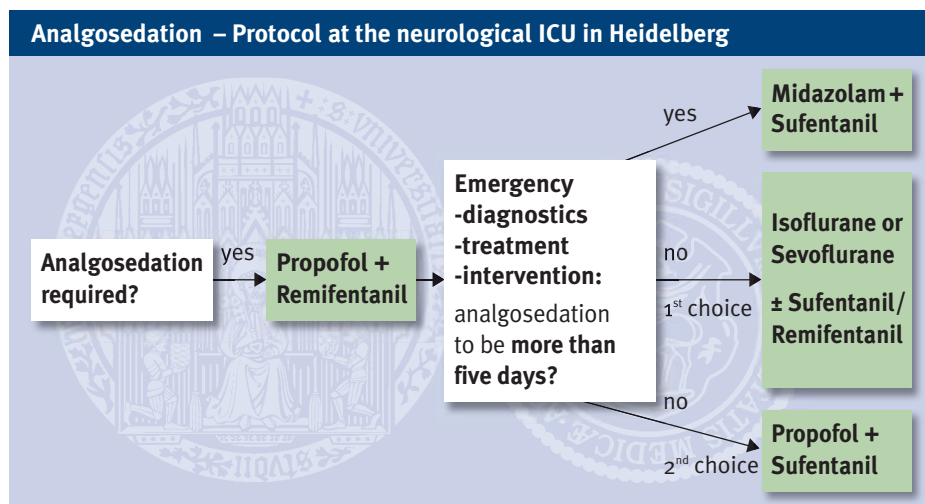 Analgosedation – Protocol at the neurological ICU in Heidelberg
Analgosedation
required?
yes
Propofol +
Remifentanil
Emergency
-diagnostics
-treatment
-intervention:
analgosedation
to be more than
five days?
yes
Midazolam +
Sufentanil
no
1st choice
Isoflurane or
Sevoflurane
± Sufentanil/
Remifentanil
no
2nd choice
Propofol +
Sufentanil